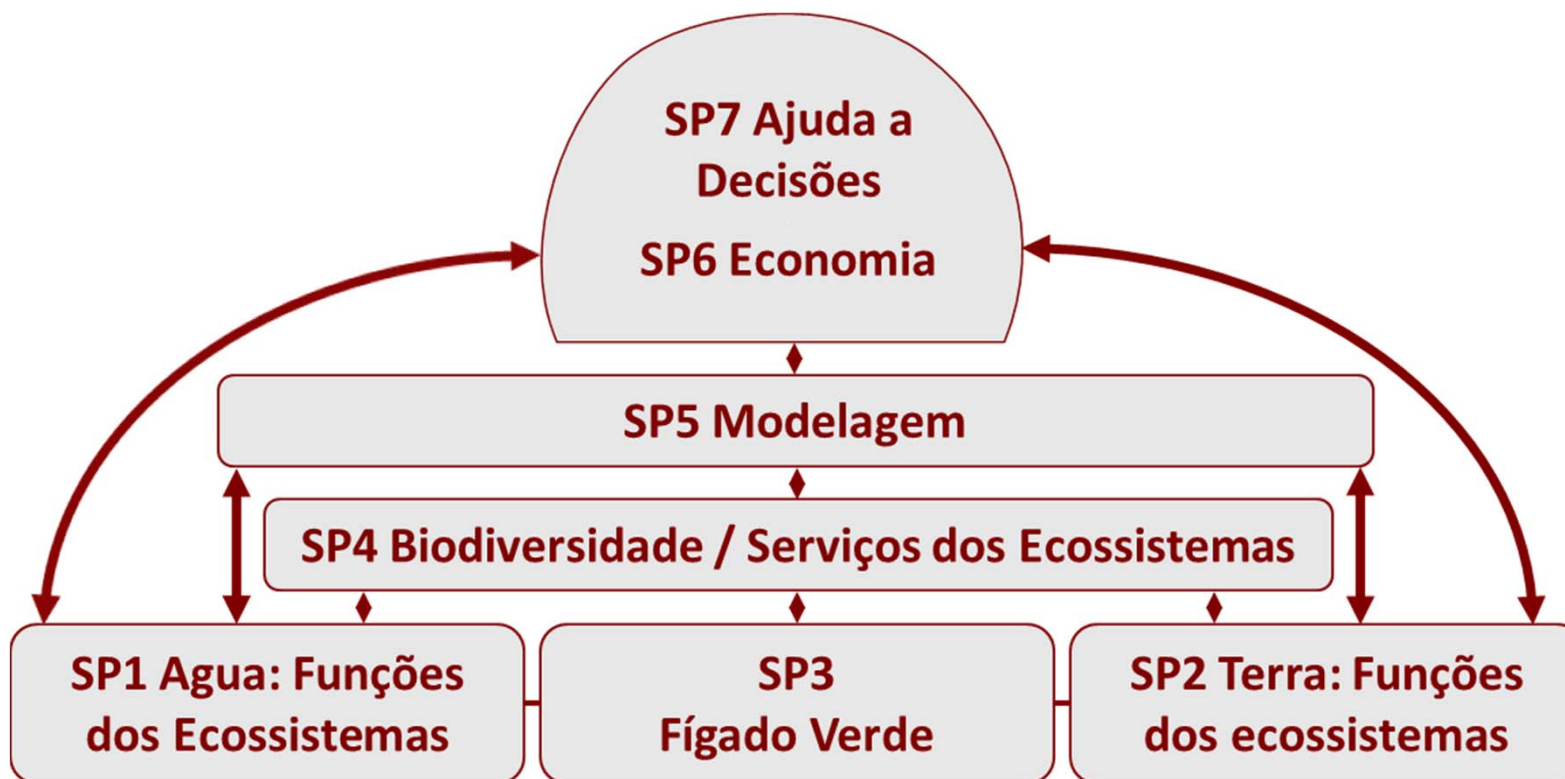 SP7 Ajuda a
Decisões
SP6 Economia
SP5 Modelagem
SP4 Biodiversidade / Serviços dos Ecossistemas
SP1 Agua: Funções
dos Ecossistemas
SP3
Fígado Verde
SP2 Terra: Funções
dos ecossistemas